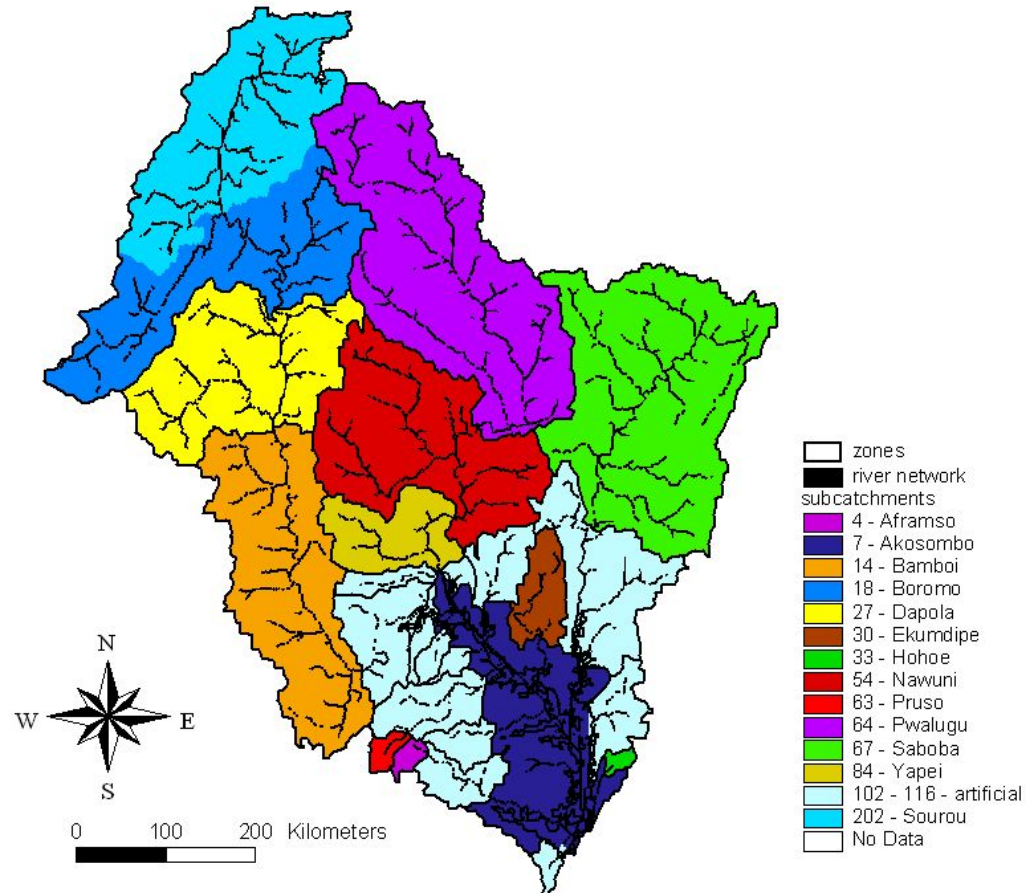 zones
river network
subcatchments
4 - Aframso
7 - Akosombo
14 - Bamboi
18 - Boromo
27 - Dapola
30 - Ekumdipe
33 - Hohoe
54 - Nawuni
63 - Pruso
64 - Pwalugu
67 - Saboba
84 - Yapei
102 - 116 - artificial
202 - Sourou
No Data
N
W E
S
0 100 200 Kilometers